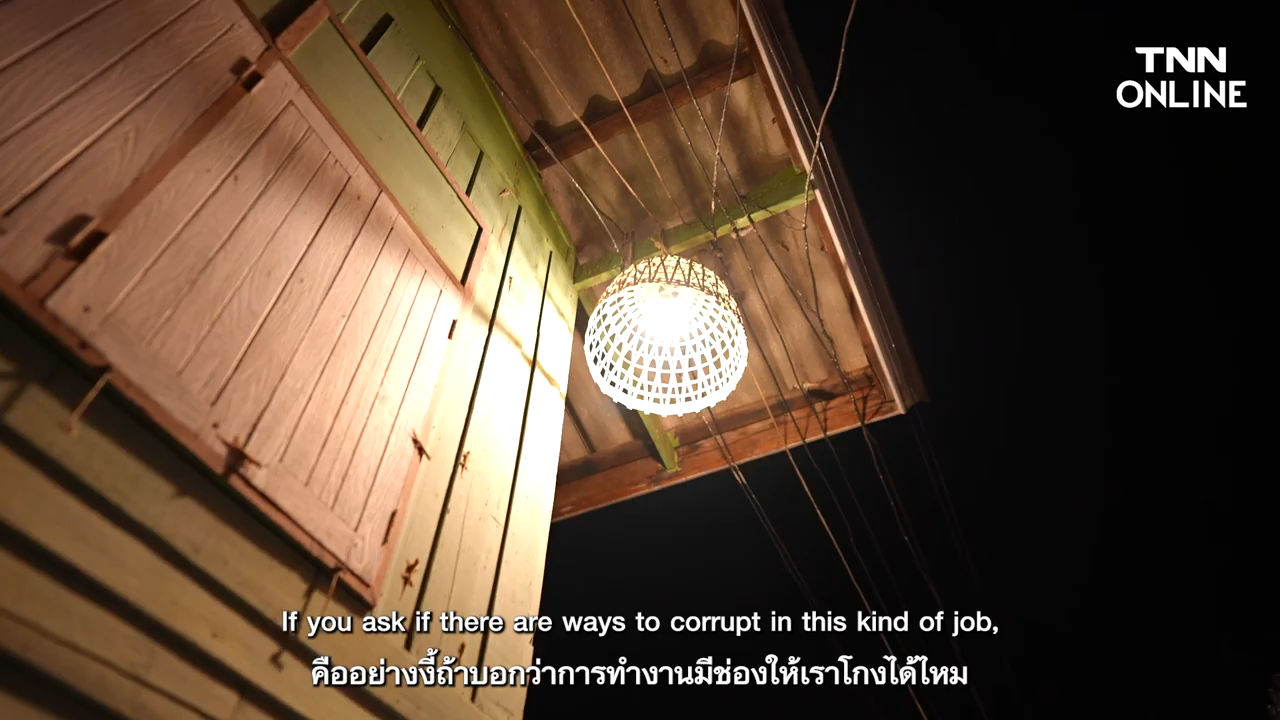 TNN
ONLINE
If you ask if there are ways to corrupt in this kind of job,
คืออย่างงี้ถ้าบอกว่าการทำงานมีช่องให้เราโกงได้ไหม